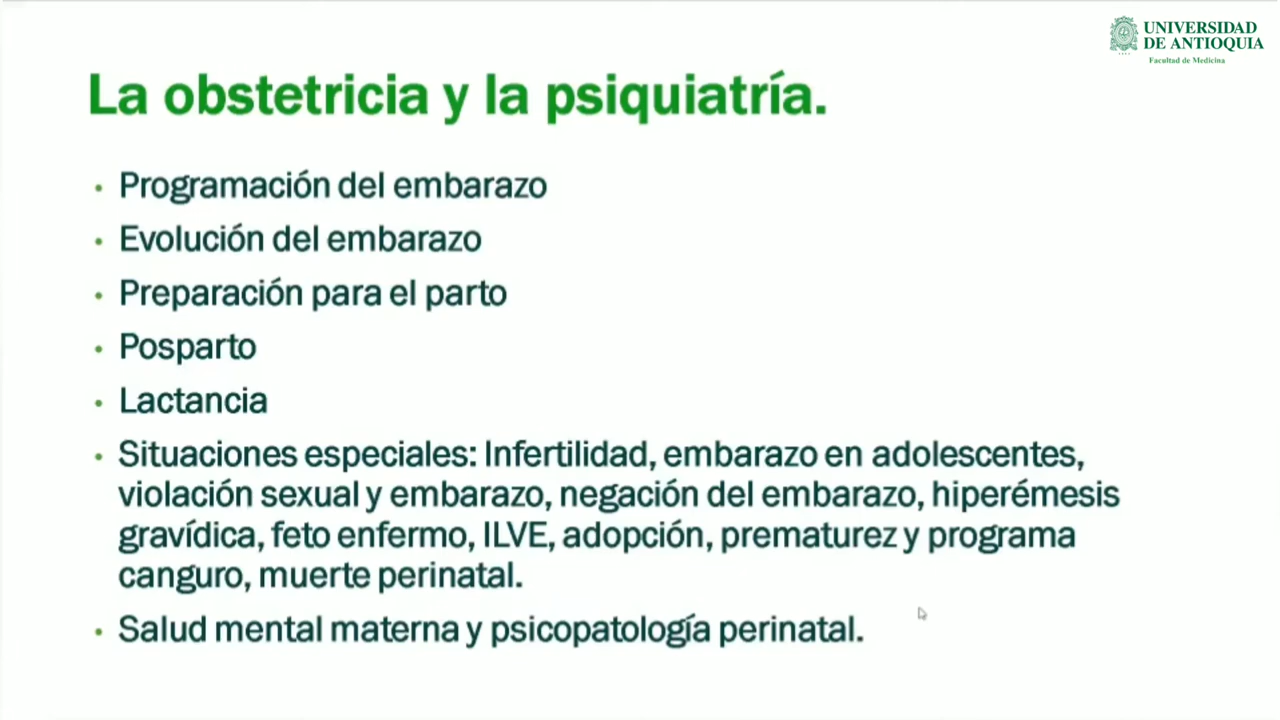 UNIVERSIDAD
DE ANTIOQUIA
Facultad de Medicina
La obstetricia y la psiquiatría.
• Programación del embarazo
• Evolución del embarazo
• Preparación para el parto
• Posparto
• Lactancia
• Situaciones especiales: Infertilidad, embarazo en adolescentes,
violación sexual y embarazo, negación del embarazo, hiperémesis
gravídica, feto enfermo, ILVE, adopción, prematurez y programa
canguro, muerte perinatal.
• Salud mental materna y psicopatología perinatal.